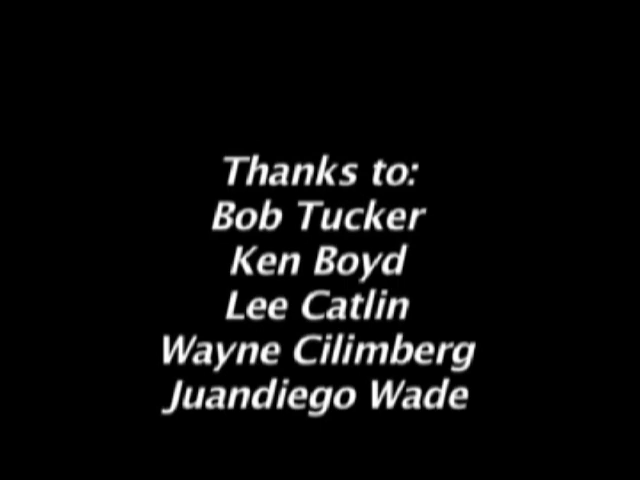 Thanks to:
Bob Tucker
Ken Boyd
Lee Catlin
Wayne Cilimberg
Juandiego Wade